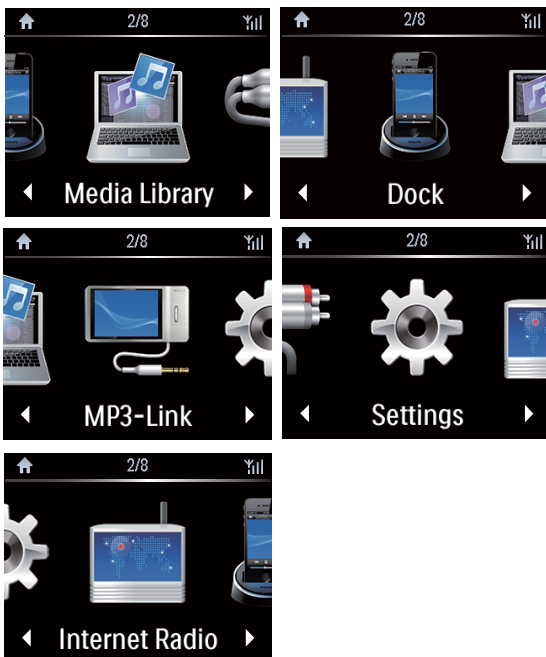 2/8
Media Library
2/8
Dock
2/8
MP3-Link
2/8
Settings
2/8
Internet Radio